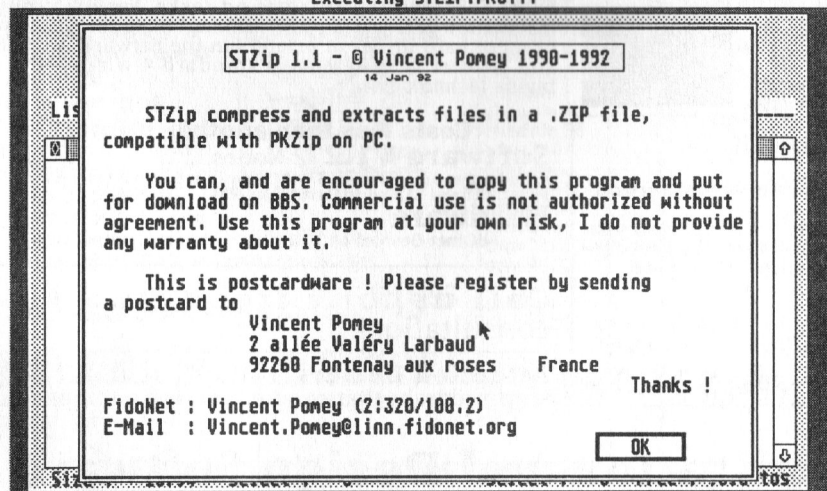 STZip 1.1 © Vincent Pomey 1990-1992
14 Jan 92
Lis
STZip compress and extracts files in a .ZIP file,
compatible with PKZip on PC.
You can, and are encouraged to copy this program and put
for download on BBS. Commercial use is not authorized without
agreement. Use this program at your own risk, I do not provide
any warranty about it.
This is postcardware ! Please register by sending
a postcard to
Vincent Pomey
2 allée Valéry Larbaud
92260 Fontenay aux roses France
Thanks !
FidoNet : Vincent Pomey (2:320/100.2)
E-Mail : Vincent.Pomey@linn.fidonet.org
OK